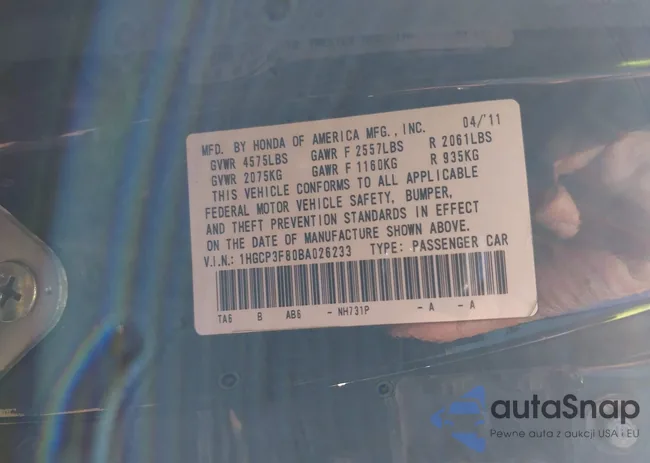 MFD. BY HONDA OF AMERICA MFG., INC. 04/'11
GVWR 4575LBS GAWR F 2557LBS R 2061LBS
GVWR 2075KG GAWR F 1160KG R 935KG
THIS VEHICLE CONFORMS TO ALL APPLICABLE
FEDERAL MOTOR VEHICLE SAFETY, BUMPER,
AND THEFT PREVENTION STANDARDS IN EFFECT
ON THE DATE OF MANUFACTURE SHOWN ABOVE.
V.I.N.: 1HGCP3F80BA026233 TYPE: PASSENGER CAR
TA6 B AB6 - NH731P - A - A
autaSnap
Pewne auta z aukcji USA i EU